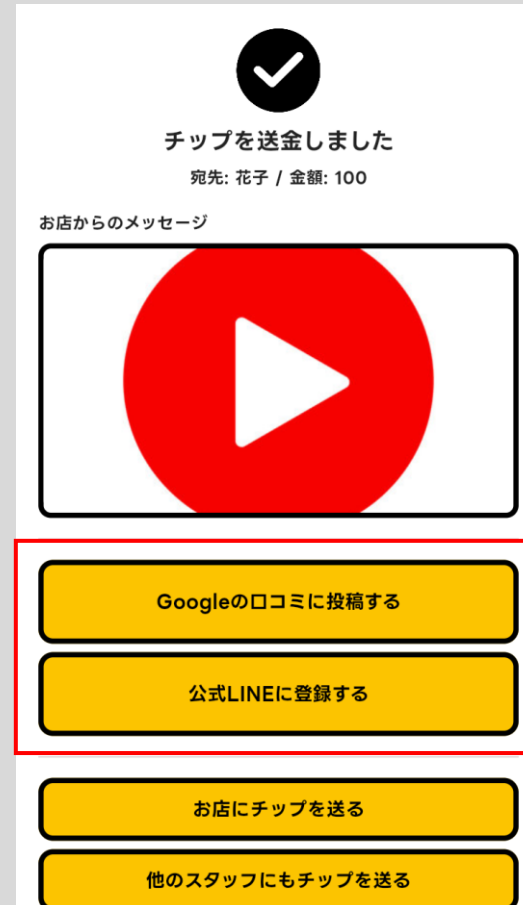 チップを送金しました
宛先: 花子 / 金額: 100
お店からのメッセージ
Googleの口コミに投稿する
公式LINEに登録する
お店にチップを送る
他のスタッフにもチップを送る